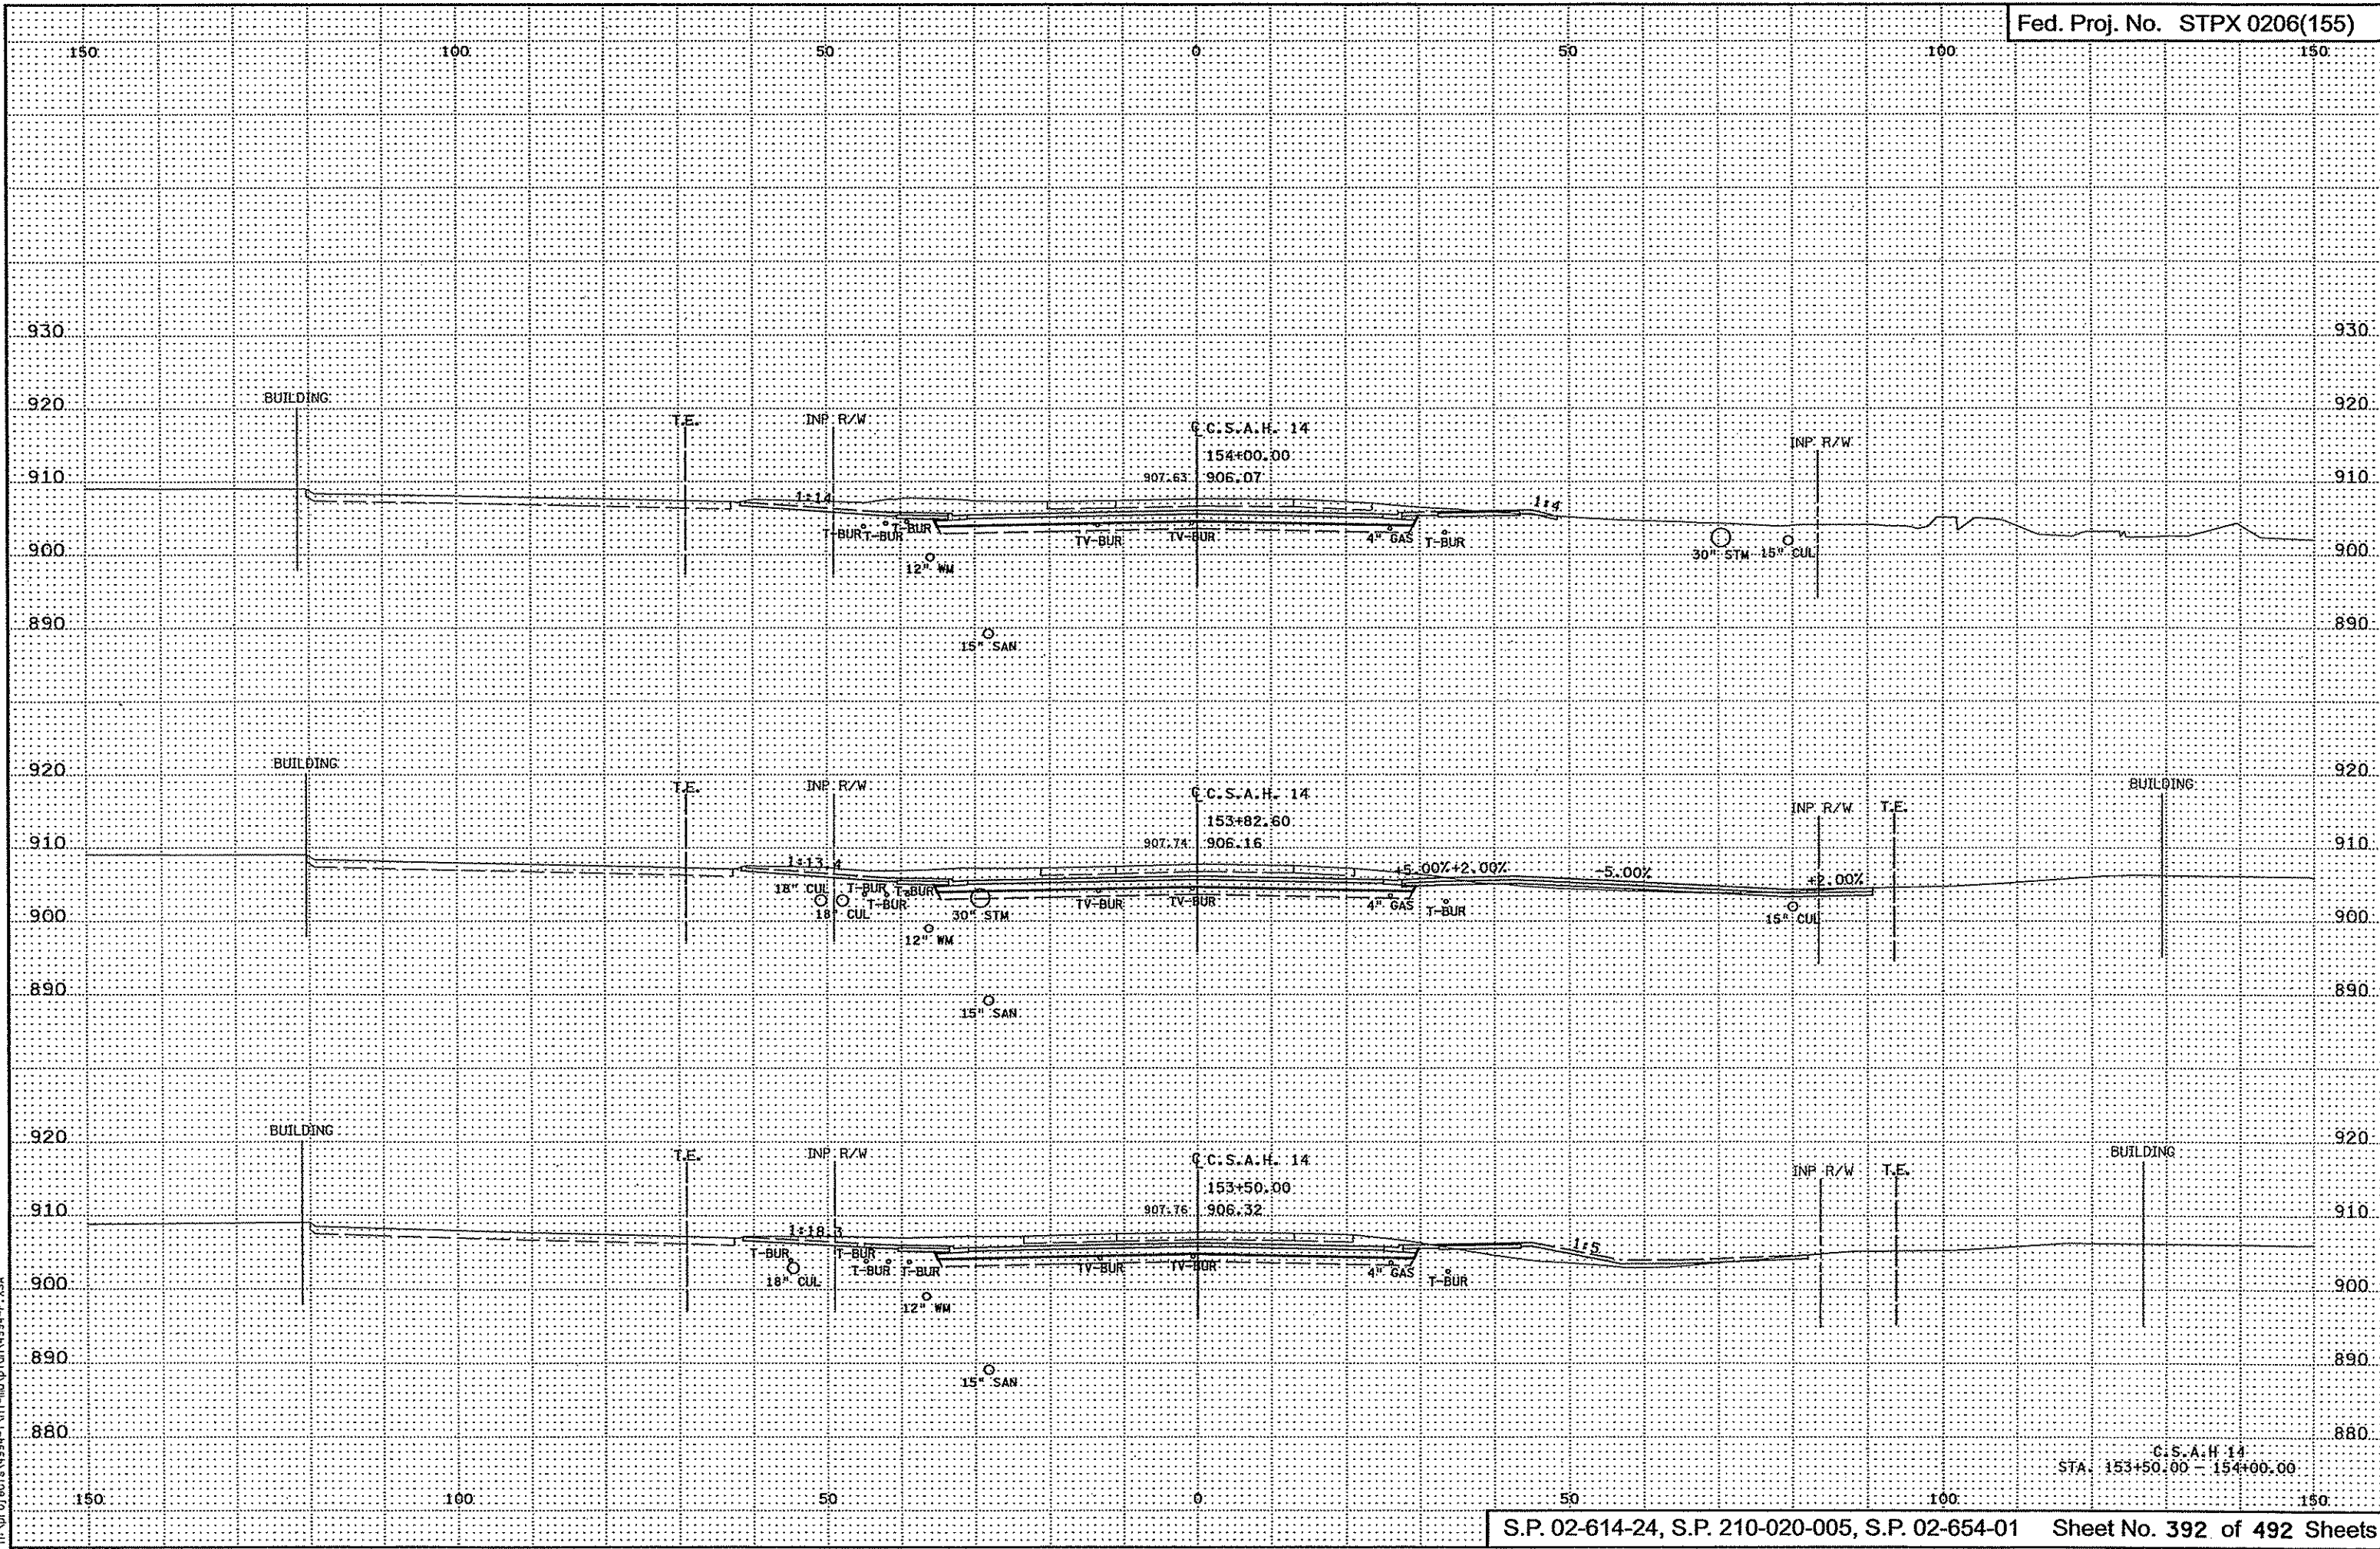 Fed. Proj. No. STPX 0206(155)
150 100 50 0 50 100 150
930 930
920 920
BUILDING T.E. INP R/W ℄ C.S.A.H. 14 INP R/W
154+00.00
907.63 906.07
910 910
1:14 1:4
T-BUR T-BUR T-BUR TV-BUR TV-BUR 4" GAS T-BUR
900 900
12" WM 30" STM 15" CUL
890 890
15" SAN
920 920
BUILDING T.E. INP R/W ℄ C.S.A.H. 14 INP R/W T.E. BUILDING
153+82.60
907.74 906.16
910 910
1:13.4 +5.00% +2.00% -5.00% +2.00%
18" CUL T-BUR T-BUR
T-BUR TV-BUR TV-BUR 4" GAS T-BUR
900 900
18" CUL 30" STM 15" CUL
12" WM
890 890
15" SAN
920 920
BUILDING T.E. INP R/W ℄ C.S.A.H. 14 INP R/W T.E. BUILDING
153+50.00
907.76 906.32
910 910
1:18.3 1:5
T-BUR T-BUR
T-BUR T-BUR TV-BUR TV-BUR 4" GAS T-BUR
900 900
18" CUL
12" WM
890 890
15" SAN
880 880
C.S.A.H 14
STA. 153+50.00 - 154+00.00
150 100 50 0 50 100 150
S.P. 02-614-24, S.P. 210-020-005, S.P. 02-654-01 Sheet No. 392 of 492 Sheets